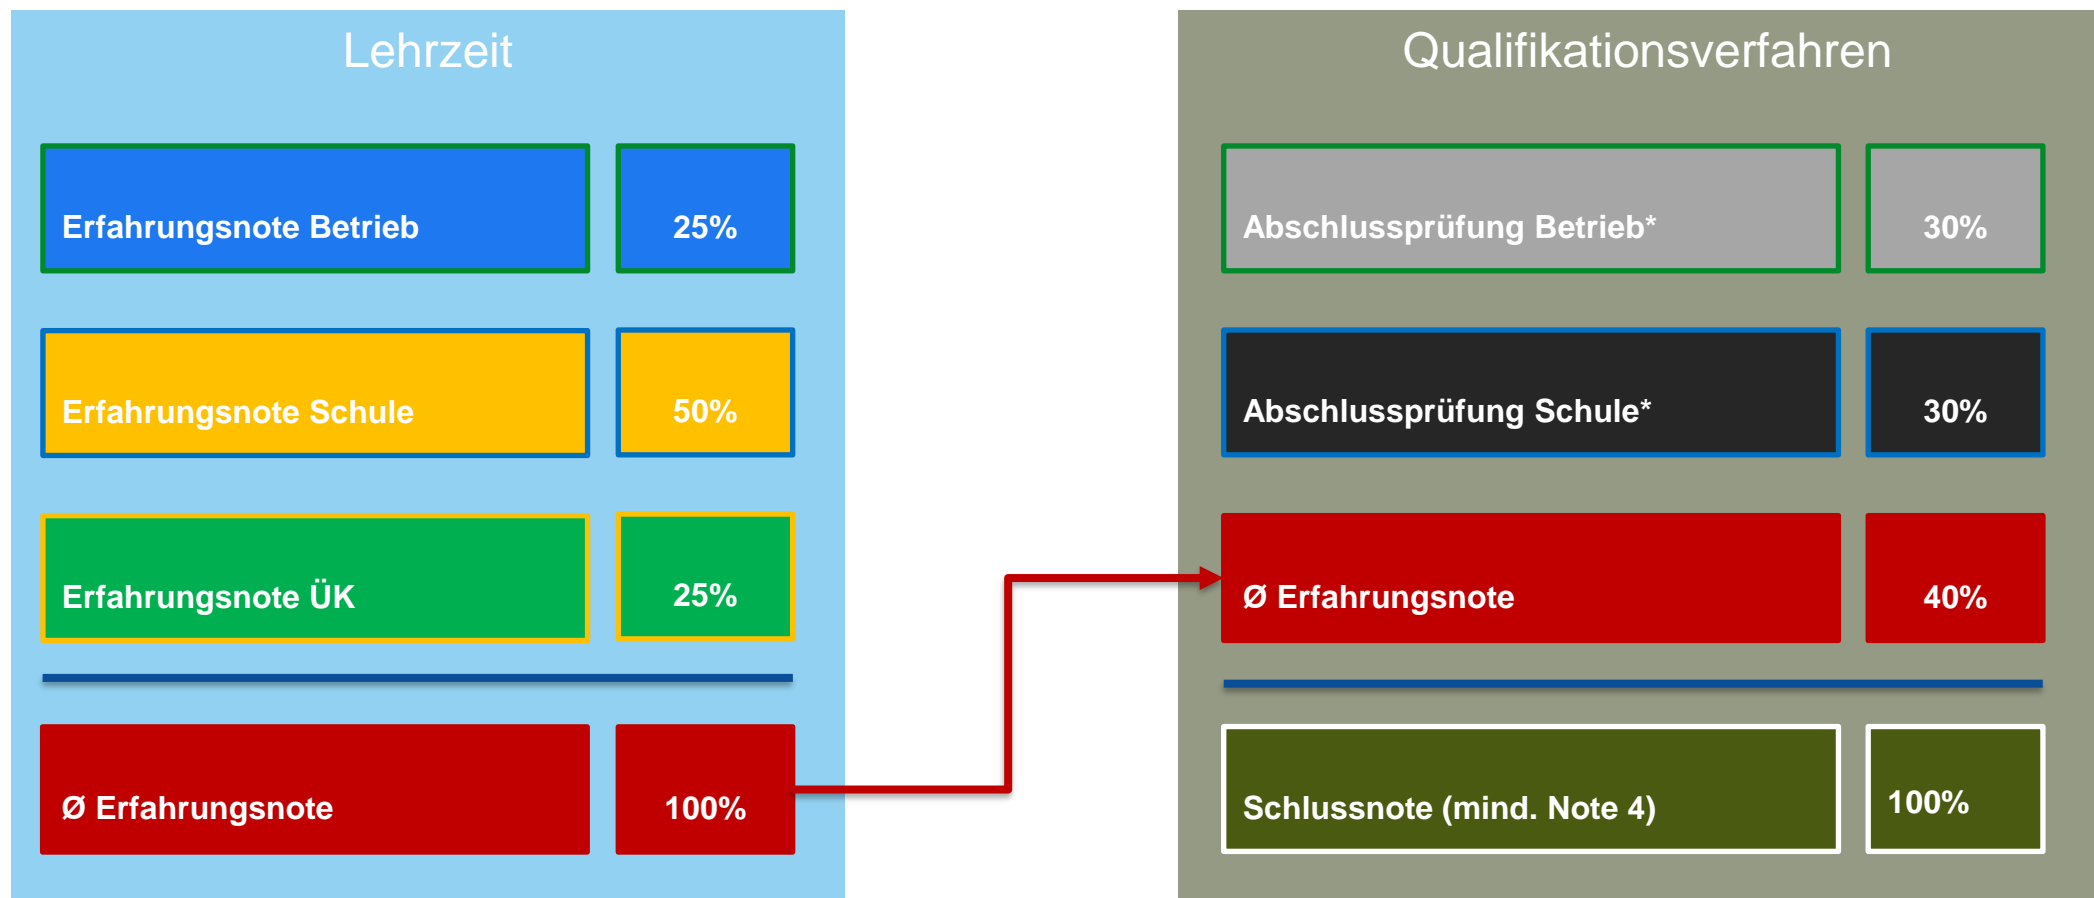 Lehrzeit
Erfahrungsnote Betrieb 25%
Erfahrungsnote Schule 50%
Erfahrungsnote ÜK 25%
Ø Erfahrungsnote 100%
Qualifikationsverfahren
Abschlussprüfung Betrieb* 30%
Abschlussprüfung Schule* 30%
Ø Erfahrungsnote 40%
Schlussnote (mind. Note 4) 100%